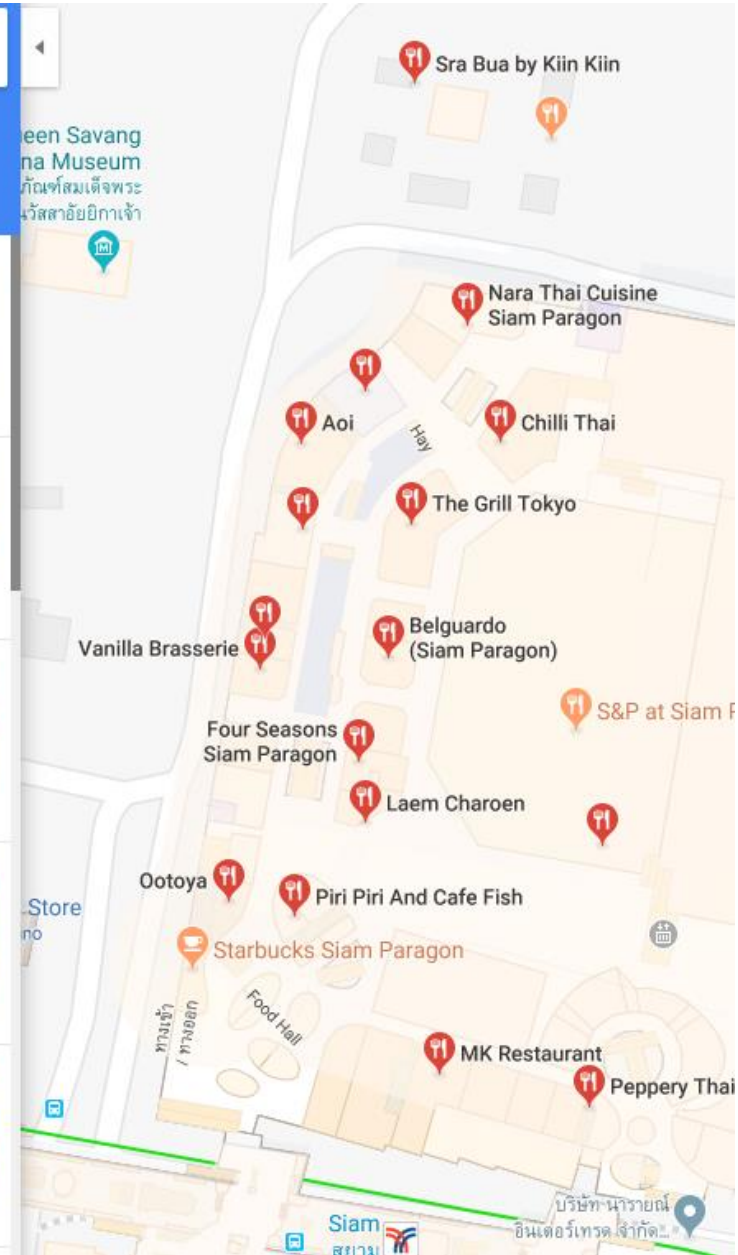 Sra Bua by Kiin Kiin
een Savang
na Museum
ภัณฑ์สมเด็จพระ
วัสสาอัยยิกาเจ้า
Nara Thai Cuisine
Siam Paragon
Aoi
Hay
Chilli Thai
The Grill Tokyo
Vanilla Brasserie
Belguardo
(Siam Paragon)
Four Seasons
Siam Paragon
S&P at Siam
Laem Charoen
Ootoya
Piri Piri And Cafe Fish
Store
no
Starbucks Siam Paragon
ทางเข้า
/ ทางออก
Food Hall
MK Restaurant
Peppery Thai
บริษัท นารายณ์
อินเตอร์เทรด จำกัด...
Siam
สยาม